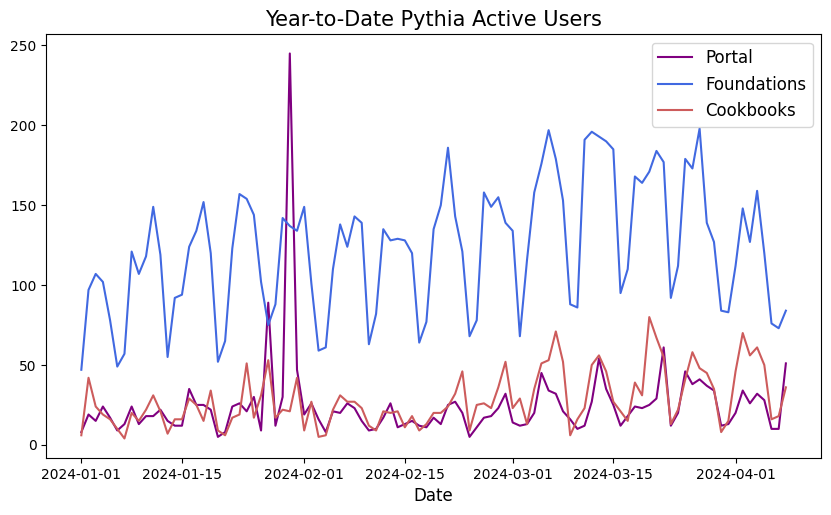 Year-to-Date Pythia Active Users
250
200
150
100
50
0
Portal
Foundations
Cookbooks
2024-01-01 2024-01-15 2024-02-01 2024-02-15 2024-03-01 2024-03-15 2024-04-01
Date